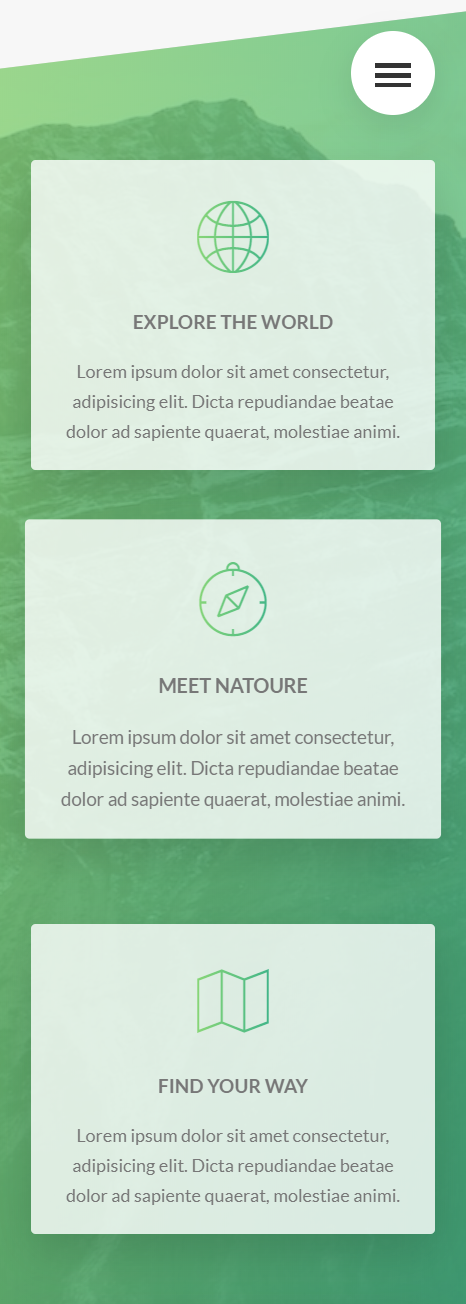 EXPLORE THE WORLD
Lorem ipsum dolor sit amet consectetur,
adipisicing elit. Dicta repudiandae beatae
dolor ad sapiente quaerat, molestiae animi.
MEET NATOURE
Lorem ipsum dolor sit amet consectetur,
adipisicing elit. Dicta repudiandae beatae
dolor ad sapiente quaerat, molestiae animi.
FIND YOUR WAY
Lorem ipsum dolor sit amet consectetur,
adipisicing elit. Dicta repudiandae beatae
dolor ad sapiente quaerat, molestiae animi.